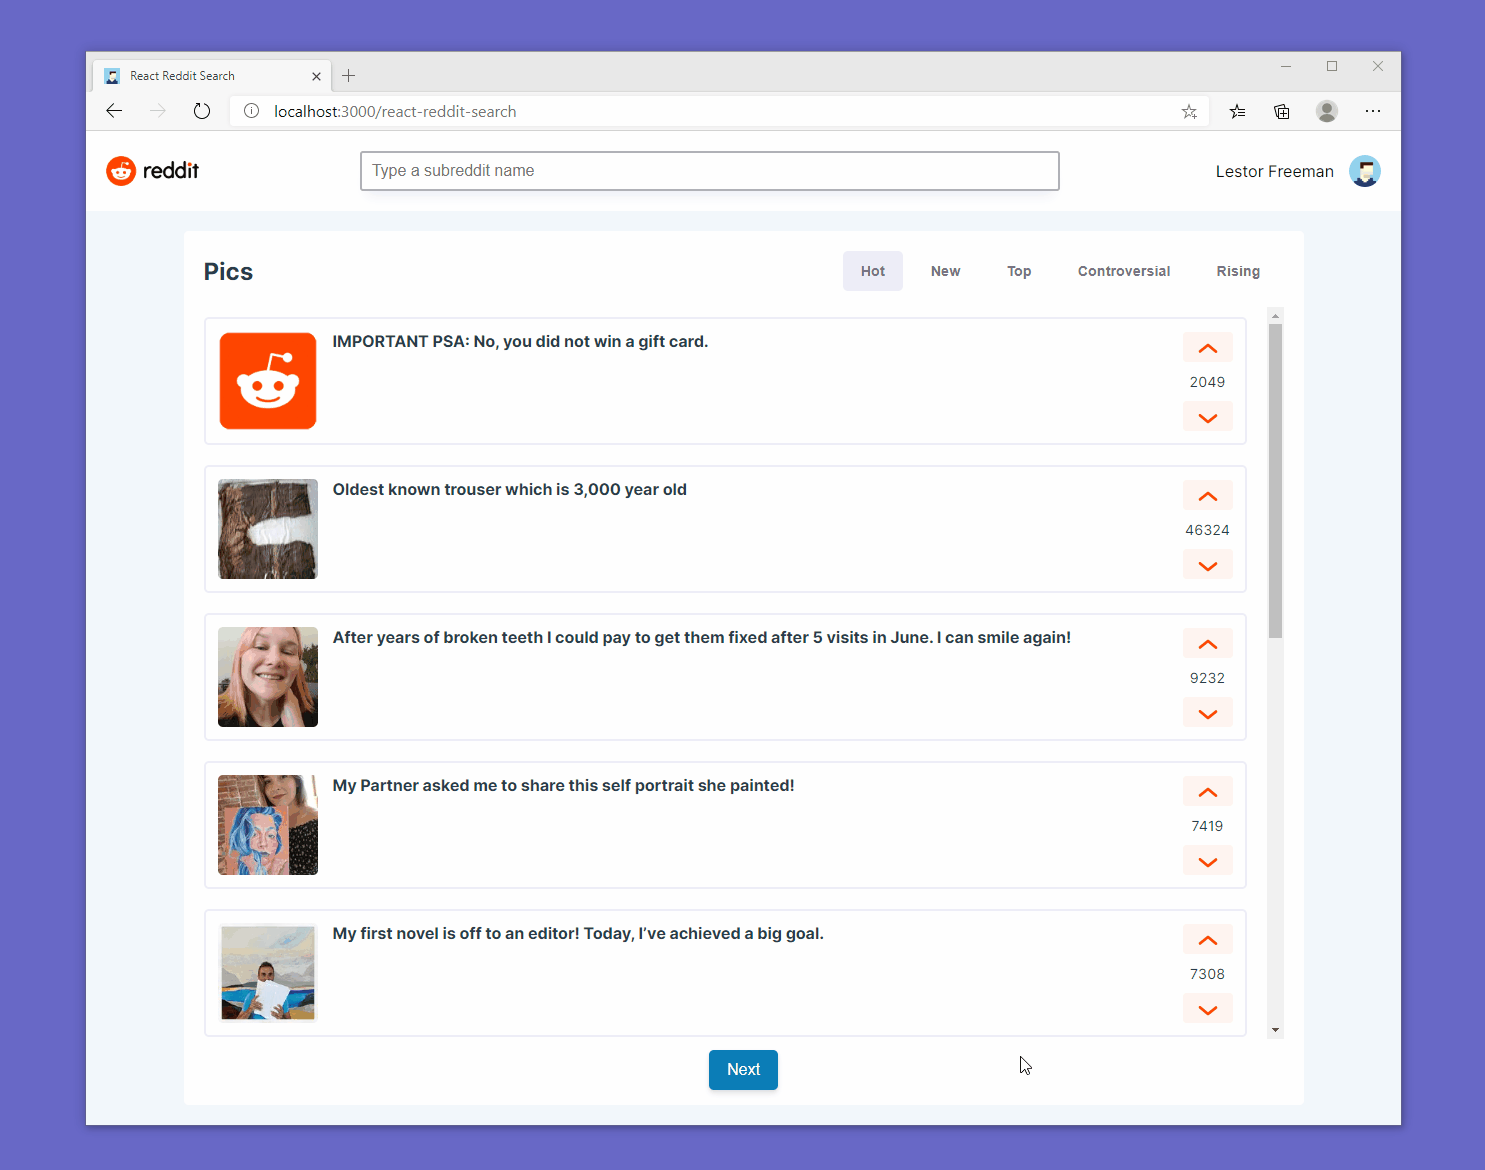 React Reddit Search
localhost:3000/react-reddit-search
reddit
Type a subreddit name
Lestor Freeman
Pics
Hot
New
Top
Controversial
Rising
IMPORTANT PSA: No, you did not win a gift card.
2049
Oldest known trouser which is 3,000 year old
46324
After years of broken teeth I could pay to get them fixed after 5 visits in June. I can smile again!
9232
My Partner asked me to share this self portrait she painted!
7419
My first novel is off to an editor! Today, I’ve achieved a big goal.
7308
Next